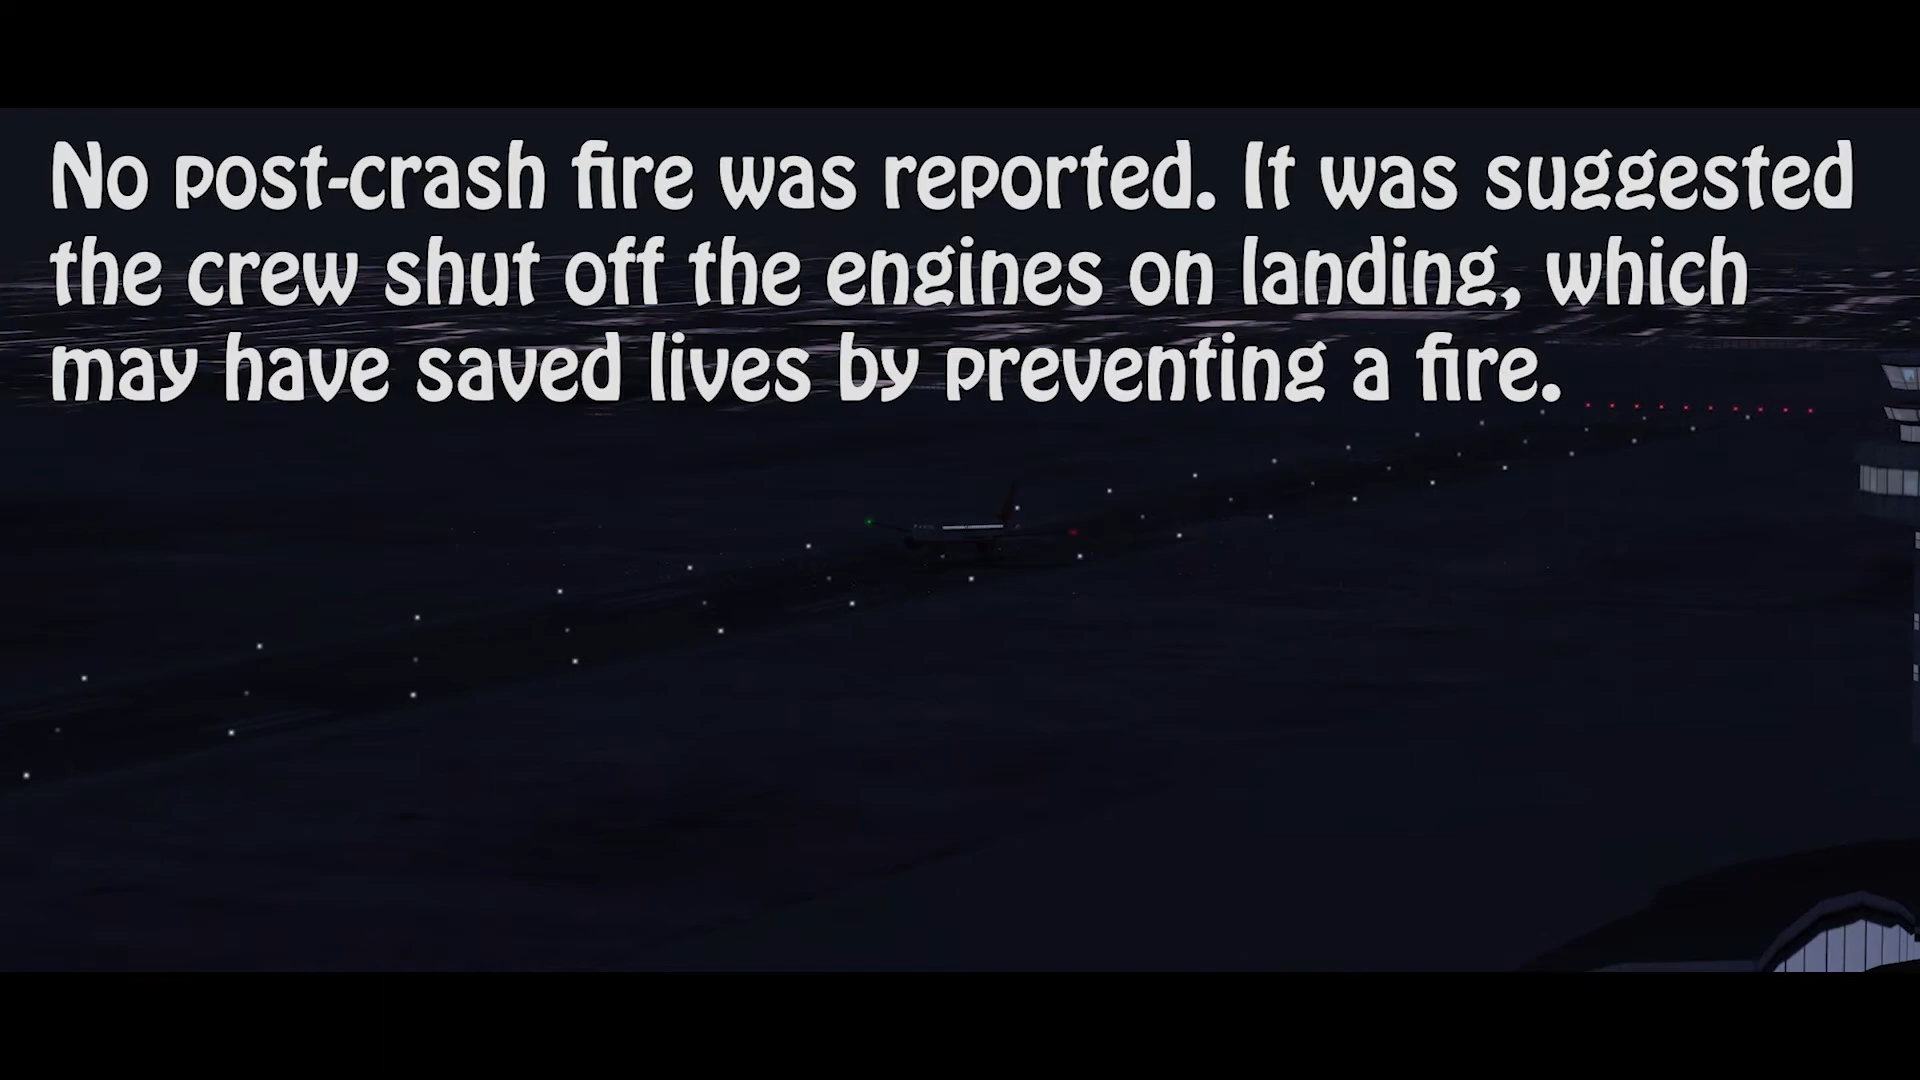 No post-crash fire was reported. It was suggested
the crew shut off the engines on landing, which
may have saved lives by preventing a fire.